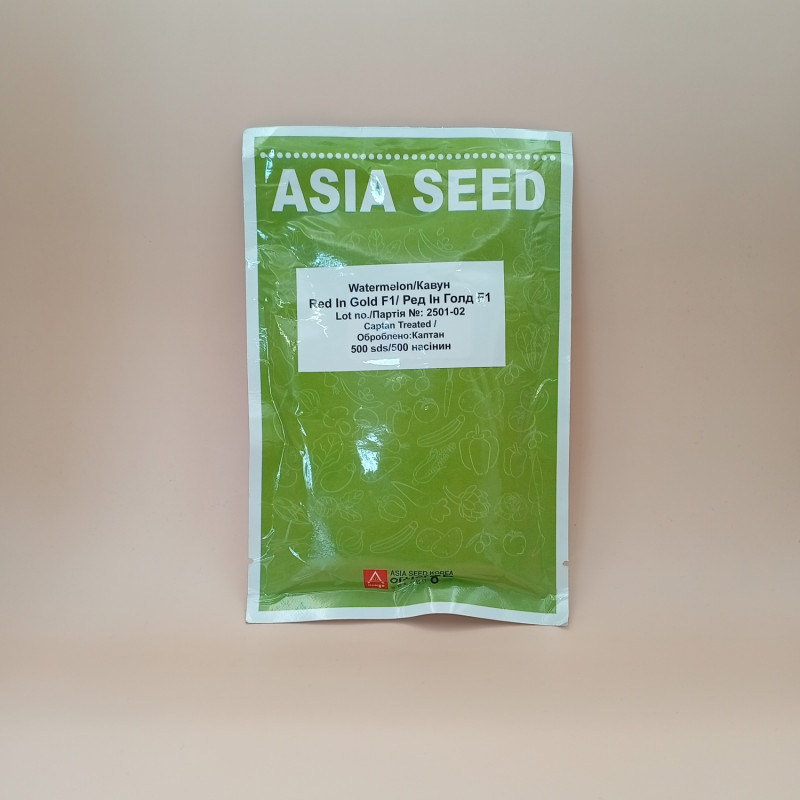 ASIA SEED
Watermelon/Кавун
Red In Gold F1/ Ред Ін Голд F1
Lot no./Партія №: 2501-02
Captan Treated /
Оброблено:Каптан
500 sds/500 насінин
ASIA SEED KOREA